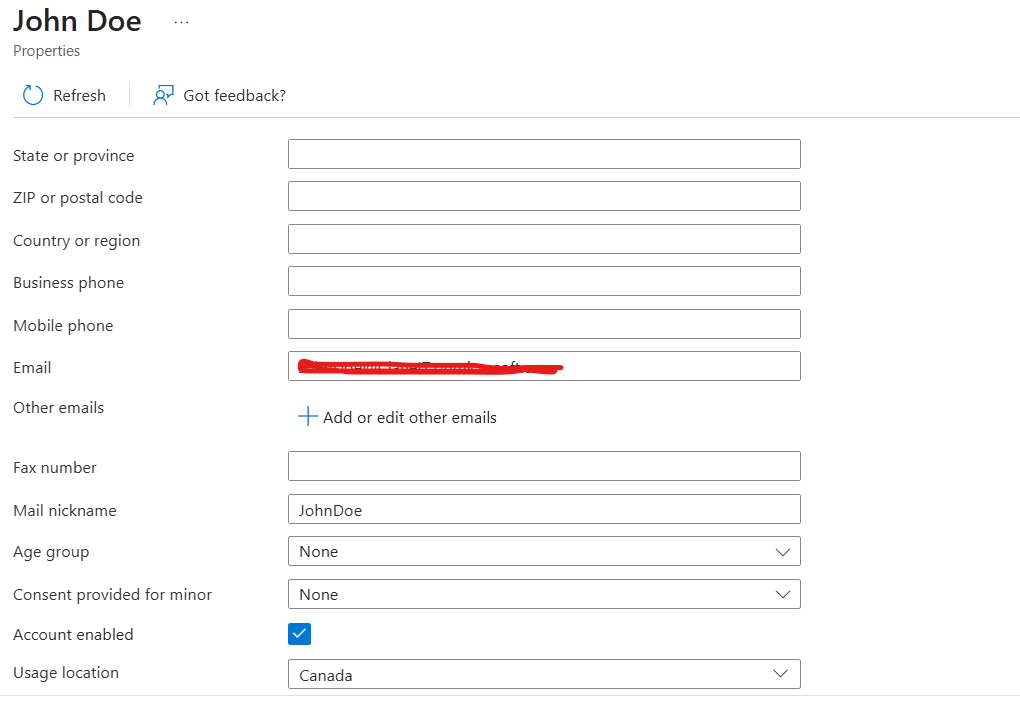 John Doe ...
Properties
Refresh Got feedback?
State or province
ZIP or postal code
Country or region
Business phone
Mobile phone
Email
Other emails
Add or edit other emails
Fax number
Mail nickname JohnDoe
Age group None
Consent provided for minor None
Account enabled
Usage location Canada